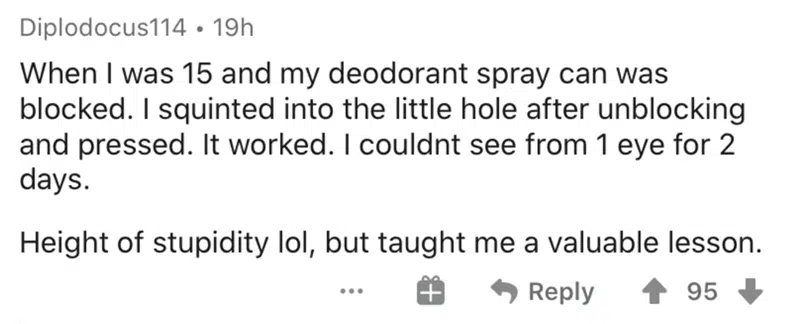 Diplodocus114 • 19h
When I was 15 and my deodorant spray can was
blocked. I squinted into the little hole after unblocking
and pressed. It worked. I couldnt see from 1 eye for 2
days.
Height of stupidity lol, but taught me a valuable lesson.
... Reply 95